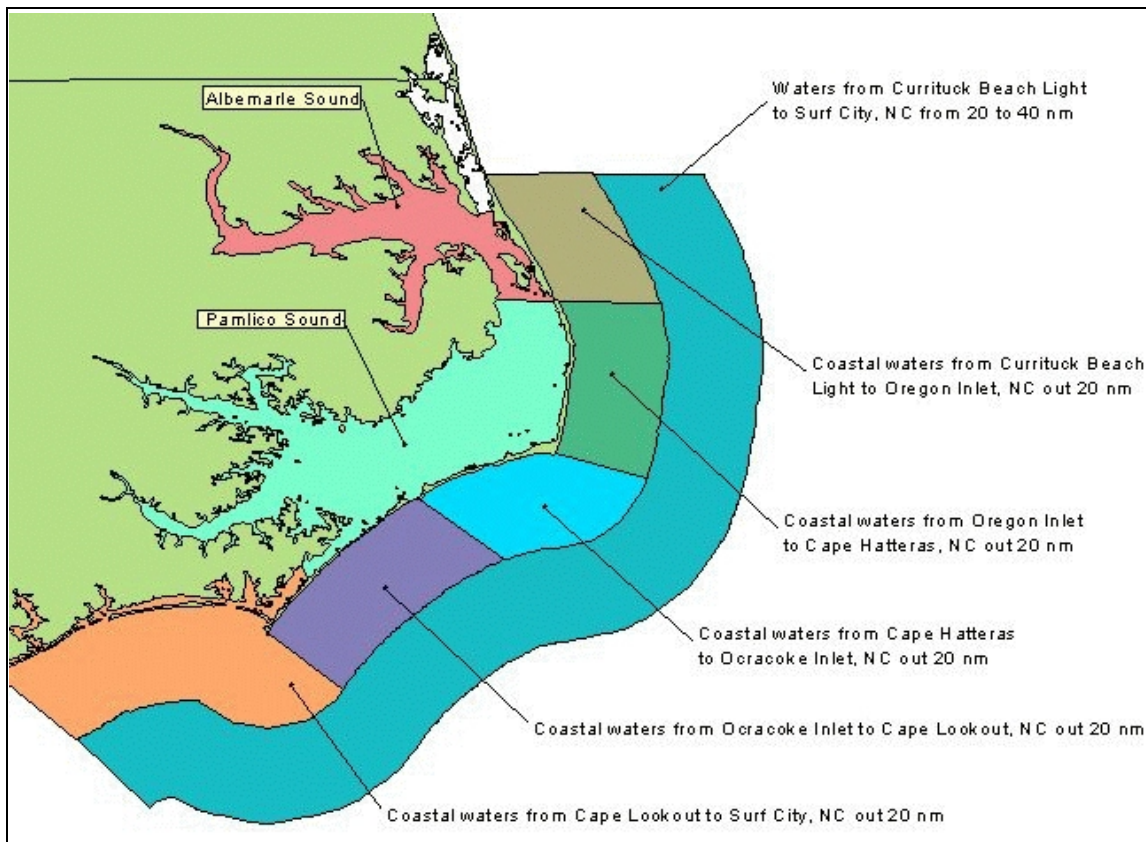 Albemarle Sound
Waters from Currituck Beach Light
to Surf City, NC from 20 to 40 nm
Pamlico Sound
Coastal waters from Currituck Beach
Light to Oregon Inlet, NC out 20 nm
Coastal waters from Oregon Inlet
to Cape Hatteras, NC out 20 nm
Coastal waters from Cape Hatteras
to Ocracoke Inlet, NC out 20 nm
Coastal waters from Ocracoke Inlet to Cape Lookout, NC out 20 nm
Coastal waters from Cape Lookout to Surf City, NC out 20 nm